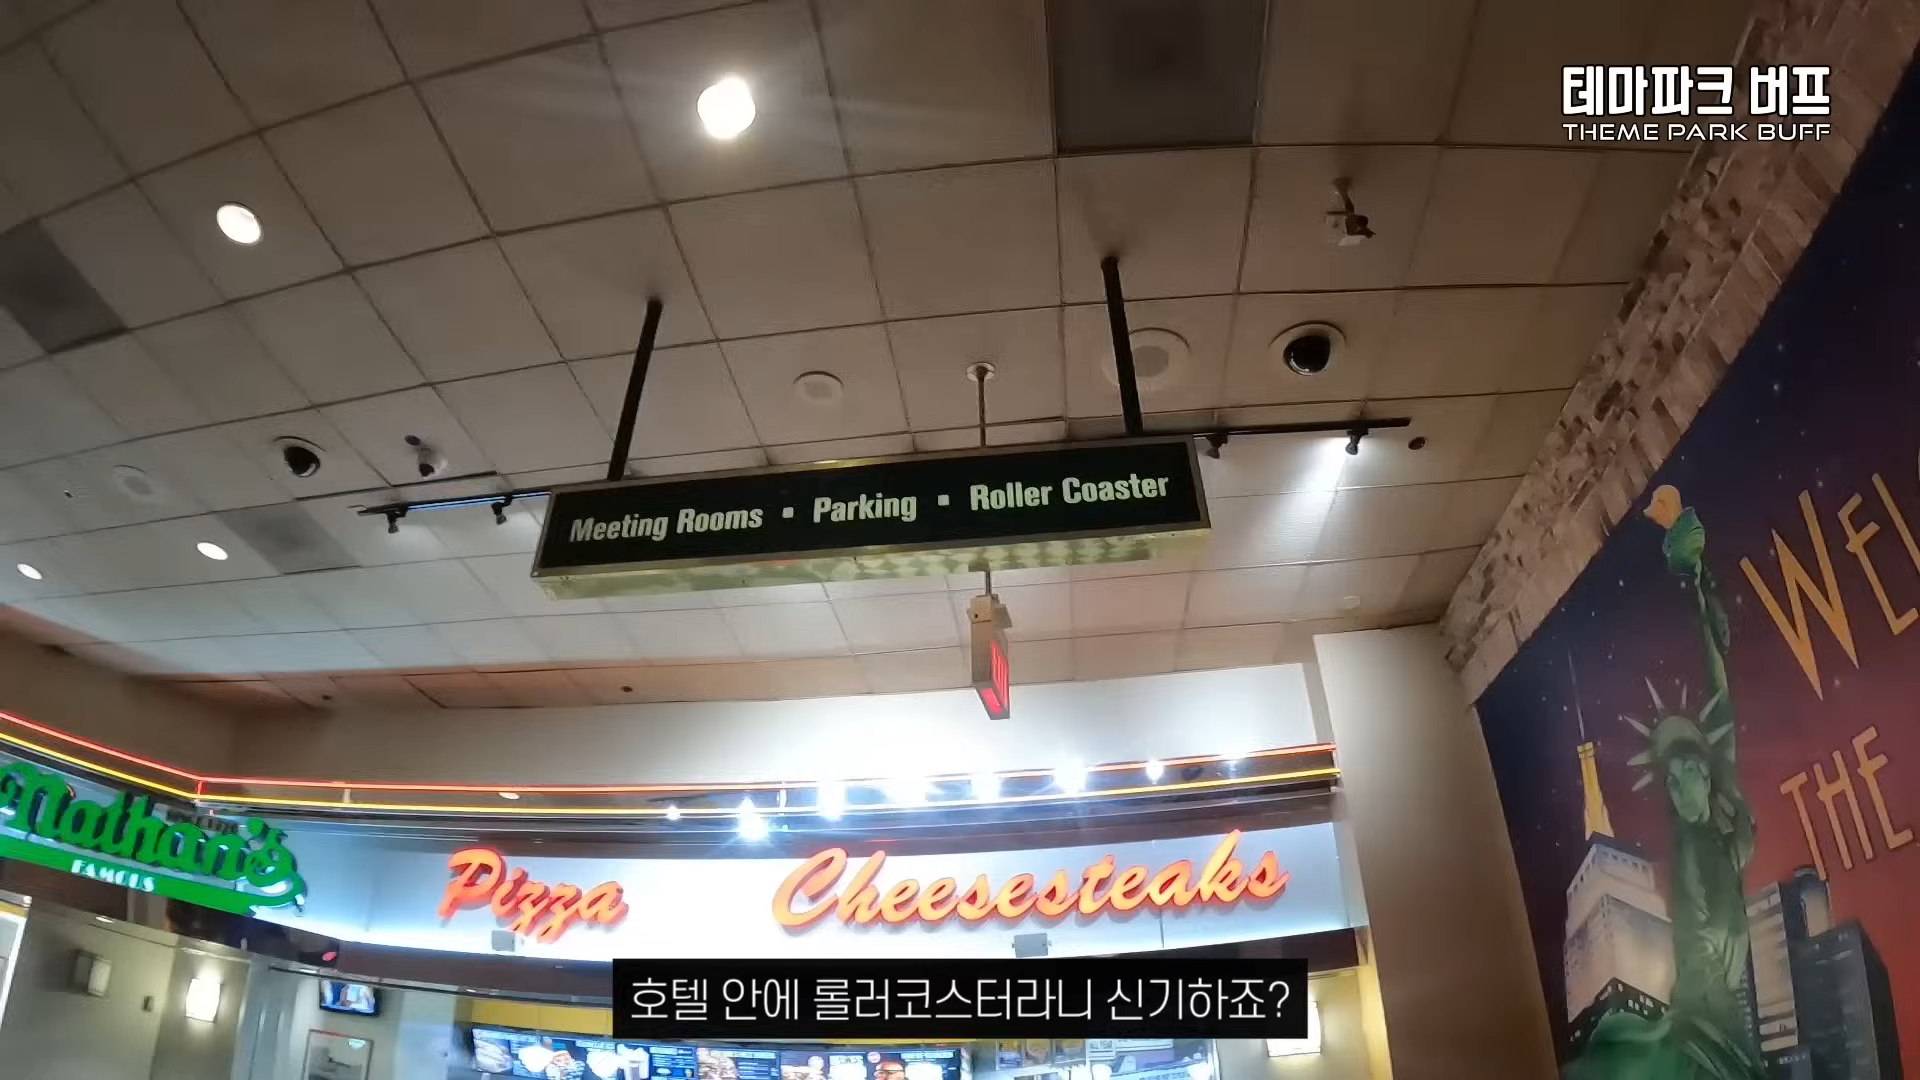 테마파크 버프
THEME PARK BUFF
Meeting Rooms ▪ Parking ▪ Roller Coaster
WEL
THE
Nathan's
FAMOUS
Pizza Cheesesteaks
호텔 안에 롤러코스터라니 신기하죠?